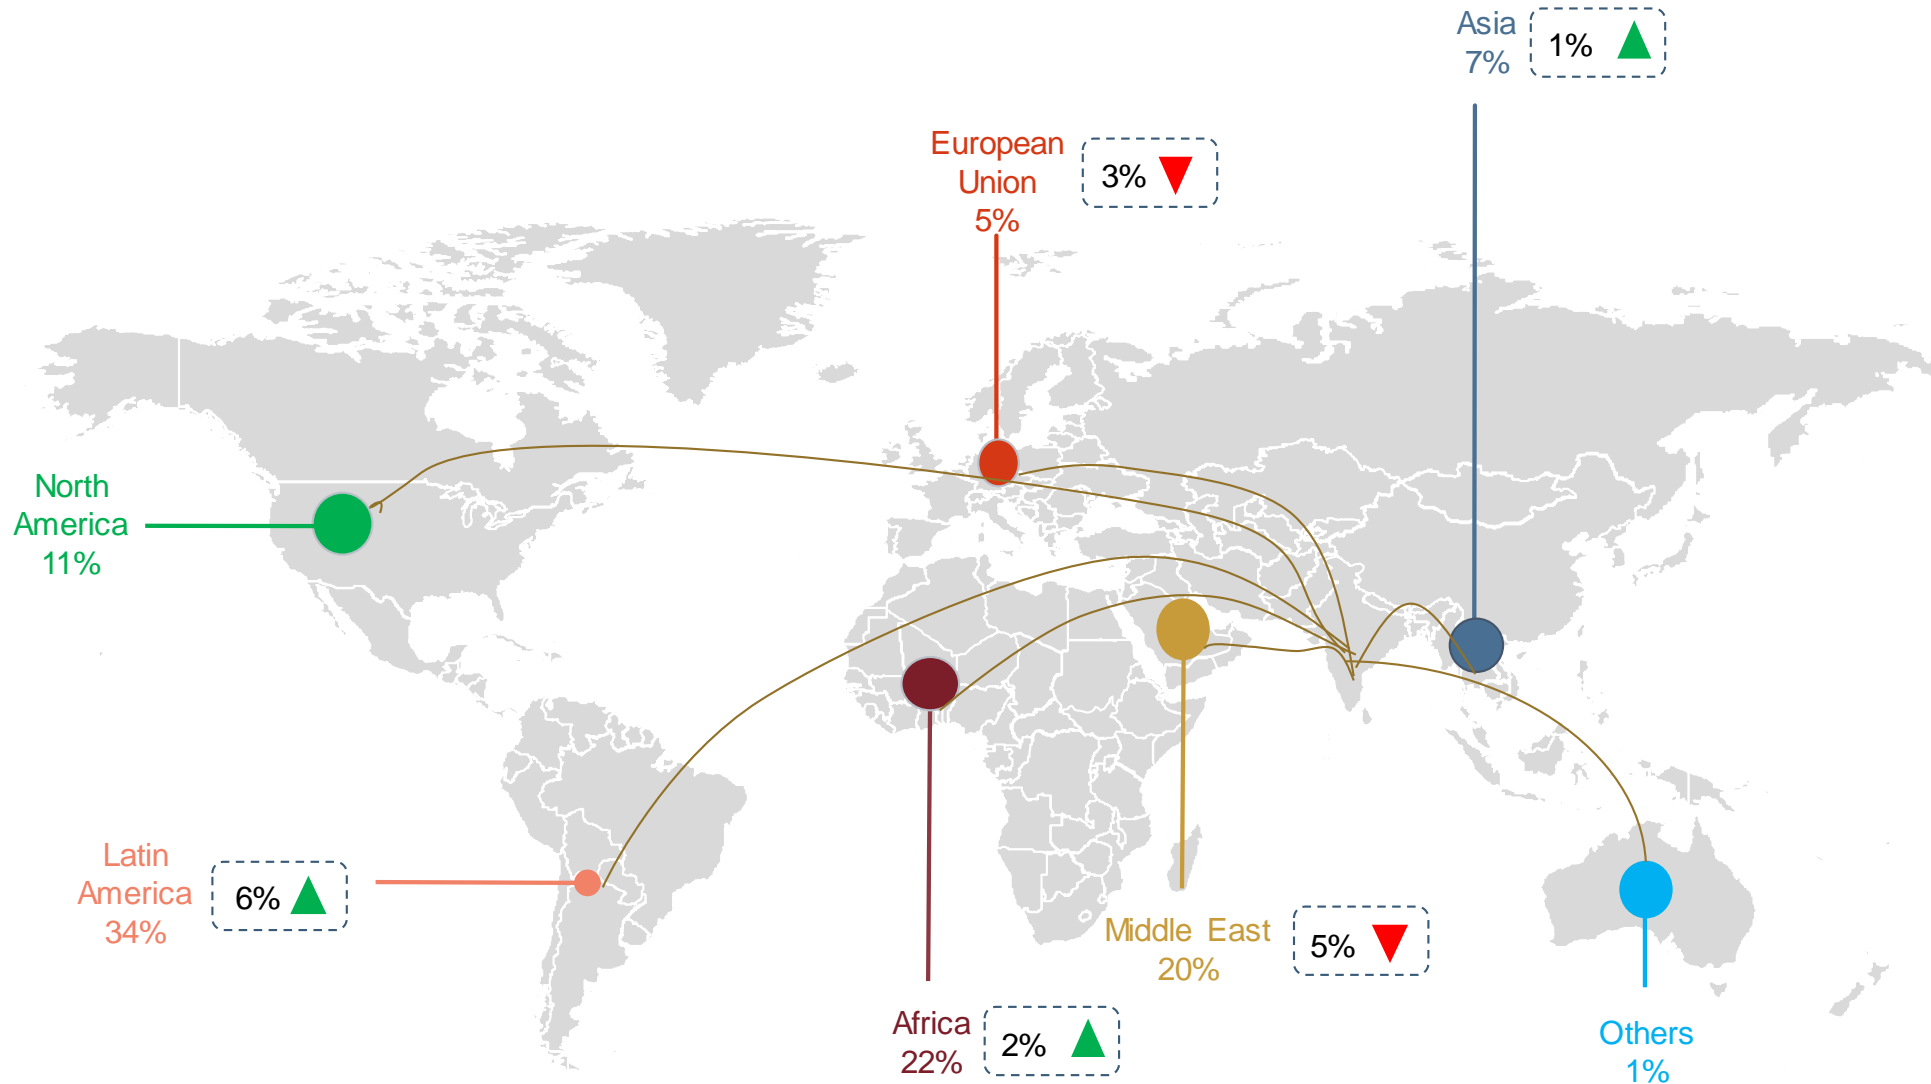 Asia
7%
1%
European
Union
5%
3%
North
America
11%
Latin
America
34%
6%
Middle East
20%
5%
Africa
22%
2%
Others
1%